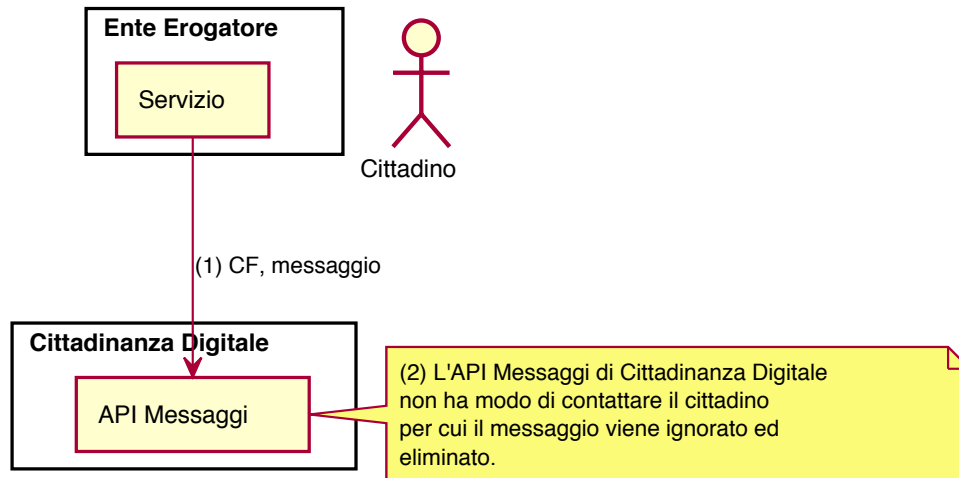 Ente Erogatore
Servizio
Cittadino
(1) CF, messaggio
Cittadinanza Digitale
API Messaggi
(2) L'API Messaggi di Cittadinanza Digitale
non ha modo di contattare il cittadino
per cui il messaggio viene ignorato ed
eliminato.